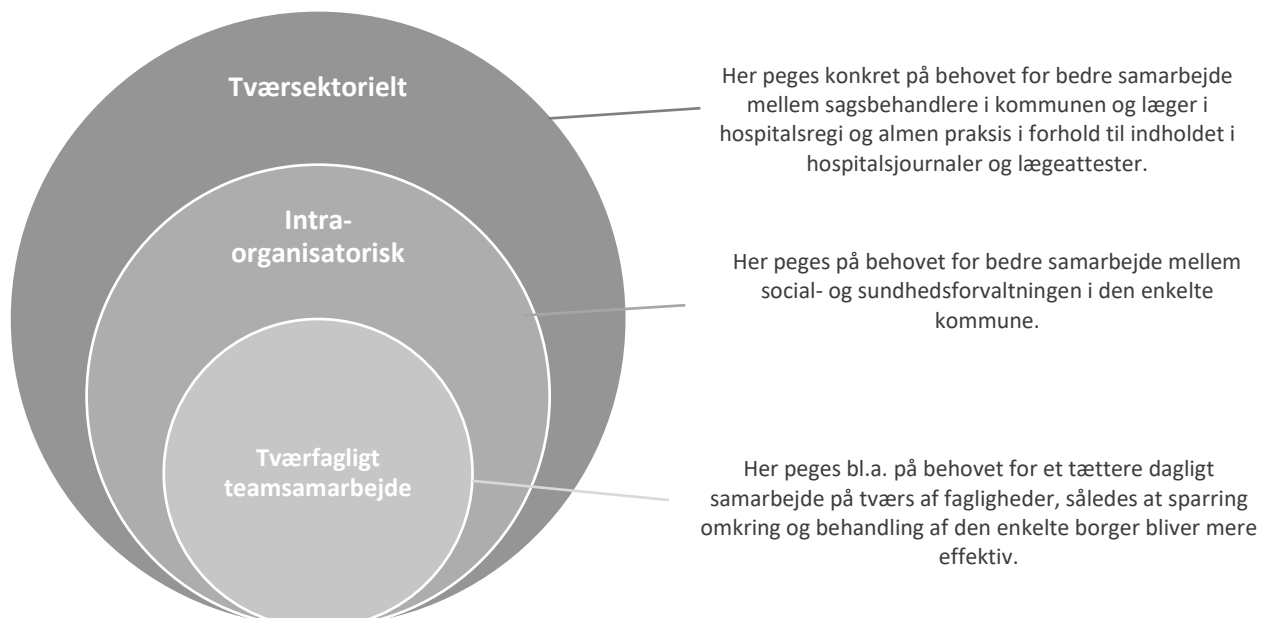 Tværsektorielt
Her peges konkret på behovet for bedre samarbejde
mellem sagsbehandlere i kommunen og læger i
hospitalsregi og almen praksis i forhold til indholdet i
hospitalsjournaler og lægeattester.
Intra-
organisatorisk
Her peges på behovet for bedre samarbejde mellem
social- og sundhedsforvaltningen i den enkelte
kommune.
Tværfagligt
teamsamarbejde
Her peges bl.a. på behovet for et tættere dagligt
samarbejde på tværs af fagligheder, således at sparring
omkring og behandling af den enkelte borger bliver mere
effektiv.